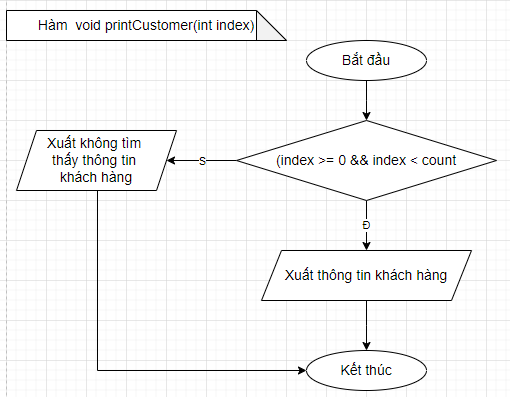 Hàm  void printCustomer(int index)
Bắt đầu
(index >= 0 && index < count
S
Xuất không tìm
thấy thông tin
khách hàng
Đ
Xuất thông tin khách hàng
Kết thúc